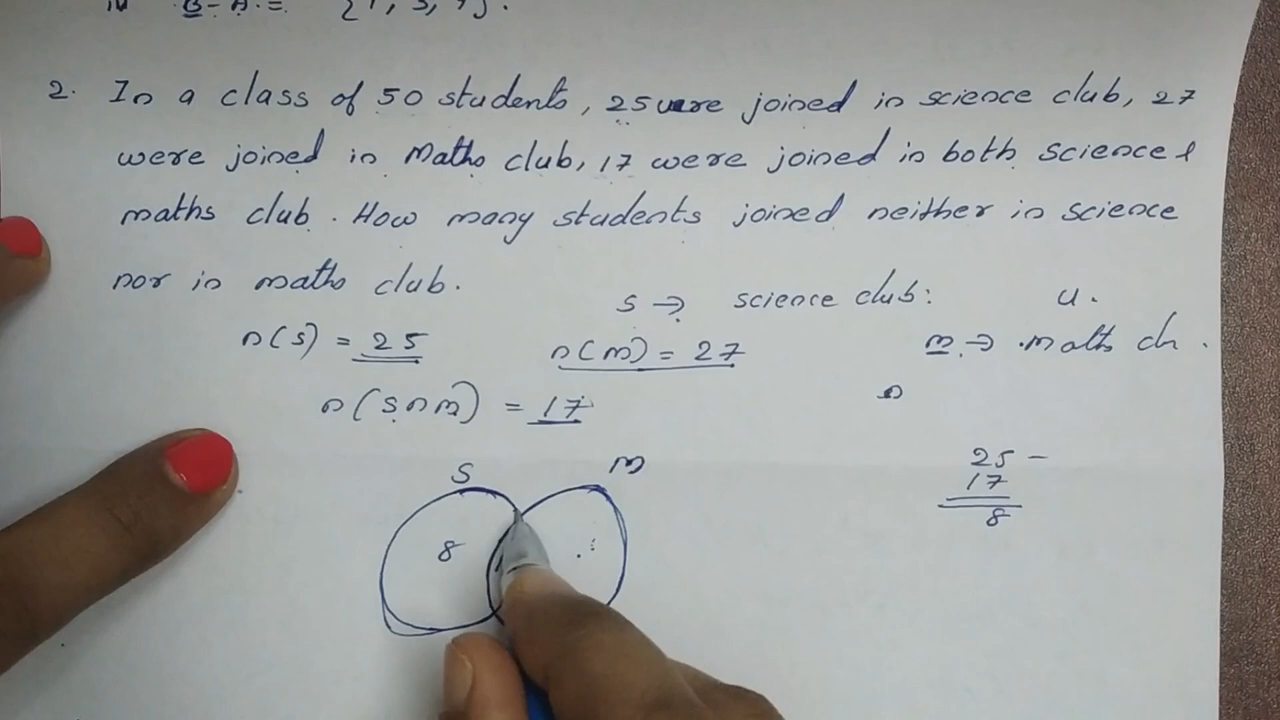 2. In a class of 50 students, 25 were joined in science club, 27
were joined in Maths club, 17 were joined in both science &
maths club. How many students joined neither in science
nor in maths club.
s → science club: u.
n(s) = 25 n(m) = 27 m → maths ch.
n(s∩m) = 17 n
S M
25 -
17
8
8